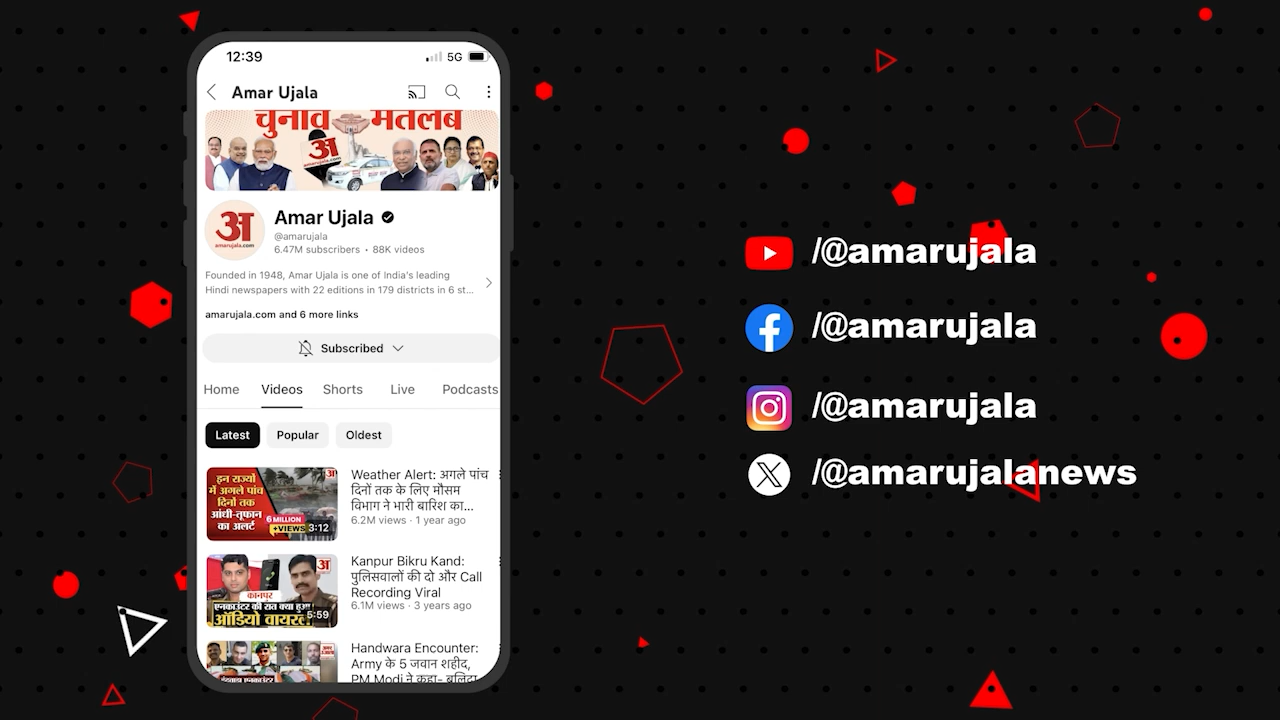 12:39
5G
Amar Ujala
चुनाव मतलब
अ
amarujala.com
अ
amarujala.com
Amar Ujala
@amarujala
6.47M subscribers • 88K videos
Founded in 1948, Amar Ujala is one of India's leading
Hindi newspapers with 22 editions in 179 districts in 6 st...
amarujala.com and 6 more links
Subscribed
Home Videos Shorts Live Podcasts
Latest Popular Oldest
अ
इन राज्यों
में अगले पांच
दिनों तक
आंधी-तूफान
का अलर्ट
6 MILLION
+VIEWS
3:12
Weather Alert: अगले पांच
दिनों तक के लिए मौसम
विभाग ने भारी बारिश का...
6.2M views · 1 year ago
अ
कानपुर
एनकाउंटर की रात क्या हुआ
ऑडियो वायरल
5:59
Kanpur Bikru Kand:
पुलिसवालों की दो और Call
Recording Viral
6.1M views · 3 years ago
Handwara Encounter:
Army के 5 जवान शहीद,
PM Modi ने कहा- बलिदा
/@amarujala
/@amarujala
/@amarujala
/@amarujalanews